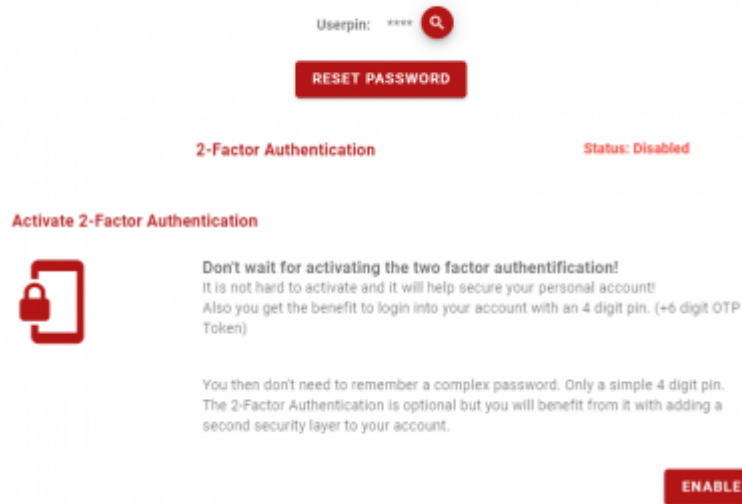 Userpin: ****
RESET PASSWORD
2-Factor Authentication
Status: Disabled
Activate 2-Factor Authentication
Don't wait for activating the two factor authentification!
It is not hard to activate and it will help secure your personal account!
Also you get the benefit to login into your account with an 4 digit pin. (+6 digit OTP
Token)
You then don't need to remember a complex password. Only a simple 4 digit pin.
The 2-Factor Authentication is optional but you will benefit from it with adding a
second security layer to your account.
ENABLE